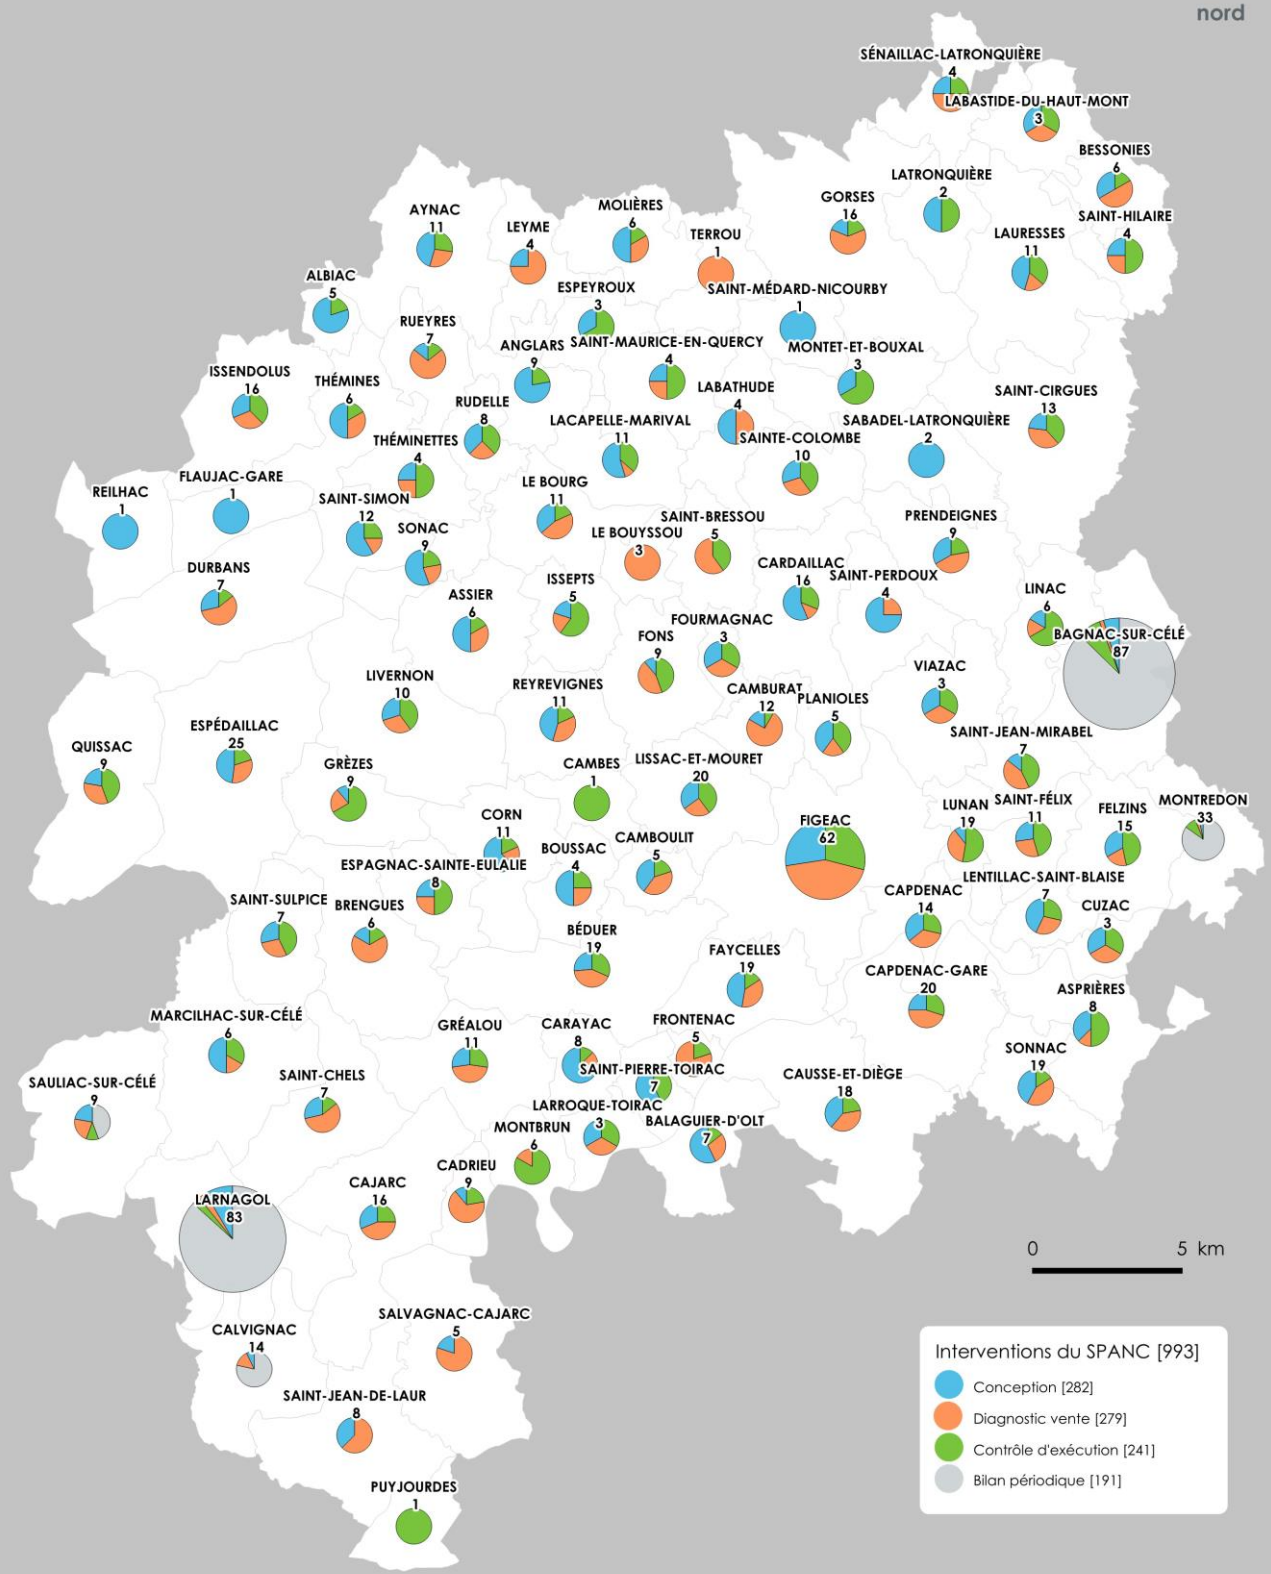 nord
SÉNAILLAC-LATRONQUIÈRE
4
LABASTIDE-DU-HAUT-MONT
3
BESSONIES
6
LATRONQUIÈRE
2
GORSES
16
SAINT-HILAIRE
4
LAURESSES
11
AYNAC
11
LEYME
4
MOLIÈRES
6
TERROU
1
ALBIAC
5
ESPEYROUX
3
SAINT-MÉDARD-NICOURBY
1
RUEYRES
7
ANGLARS
9
SAINT-MAURICE-EN-QUERCY
4
MONTET-ET-BOUXAL
3
ISSENDOLUS
16
THÉMINES
6
LABATHUDE
4
SAINT-CIRGUES
13
RUDELLE
8
LACAPELLE-MARIVAL
11
SABADEL-LATRONQUIÈRE
2
THÉMINETTES
4
SAINTE-COLOMBE
10
REILHAC
1
FLAUJAC-GARE
1
SAINT-SIMON
12
LE BOURG
11
SONAC
9
LE BOUYSSOU
3
SAINT-BRESSOU
5
PRENDEIGNES
9
DURBANS
7
CARDAILLAC
16
SAINT-PERDOUX
4
ISSEPTS
5
ASSIER
6
LINAC
6
FOURMAGNAC
3
BAGNAC-SUR-CÉLÉ
87
FONS
9
VIAZAC
3
LIVERNON
10
REYREVIGNES
11
CAMBURAT
12
PLANIOLES
5
ESPÉDAILLAC
25
SAINT-JEAN-MIRABEL
7
QUISSAC
9
GRÈZES
9
CAMBES
1
LISSAC-ET-MOURET
20
LUNAN
19
SAINT-FÉLIX
11
FELZINS
15
MONTREDON
33
CORN
11
FIGEAC
62
CAMBOULIT
5
BOUSSAC
4
ESPAGNAC-SAINTE-EULALIE
8
LENTILLAC-SAINT-BLAISE
7
SAINT-SULPICE
7
BRENGUES
6
CAPDENAC
14
CUZAC
3
BÉDUER
19
FAYCELLES
19
CAPDENAC-GARE
20
ASPRIÈRES
8
MARCILHAC-SUR-CÉLÉ
6
GRÉALOU
11
CARAYAC
8
FRONTENAC
5
SONNAC
19
SAINT-PIERRE-TOIRAC
7
SAULIAC-SUR-CÉLÉ
9
SAINT-CHELS
7
CAUSSE-ET-DIÈGE
18
LARROQUE-TOIRAC
3
BALAGUIER-D'OLT
7
MONTBRUN
6
CADRIEU
9
CAJARC
16
LARNAGOL
83
0 5 km
SALVAGNAC-CAJARC
5
CALVIGNAC
14
SAINT-JEAN-DE-LAUR
8
PUYJOURDES
1
Interventions du SPANC [993]
Conception [282]
Diagnostic vente [279]
Contrôle d'exécution [241]
Bilan périodique [191]